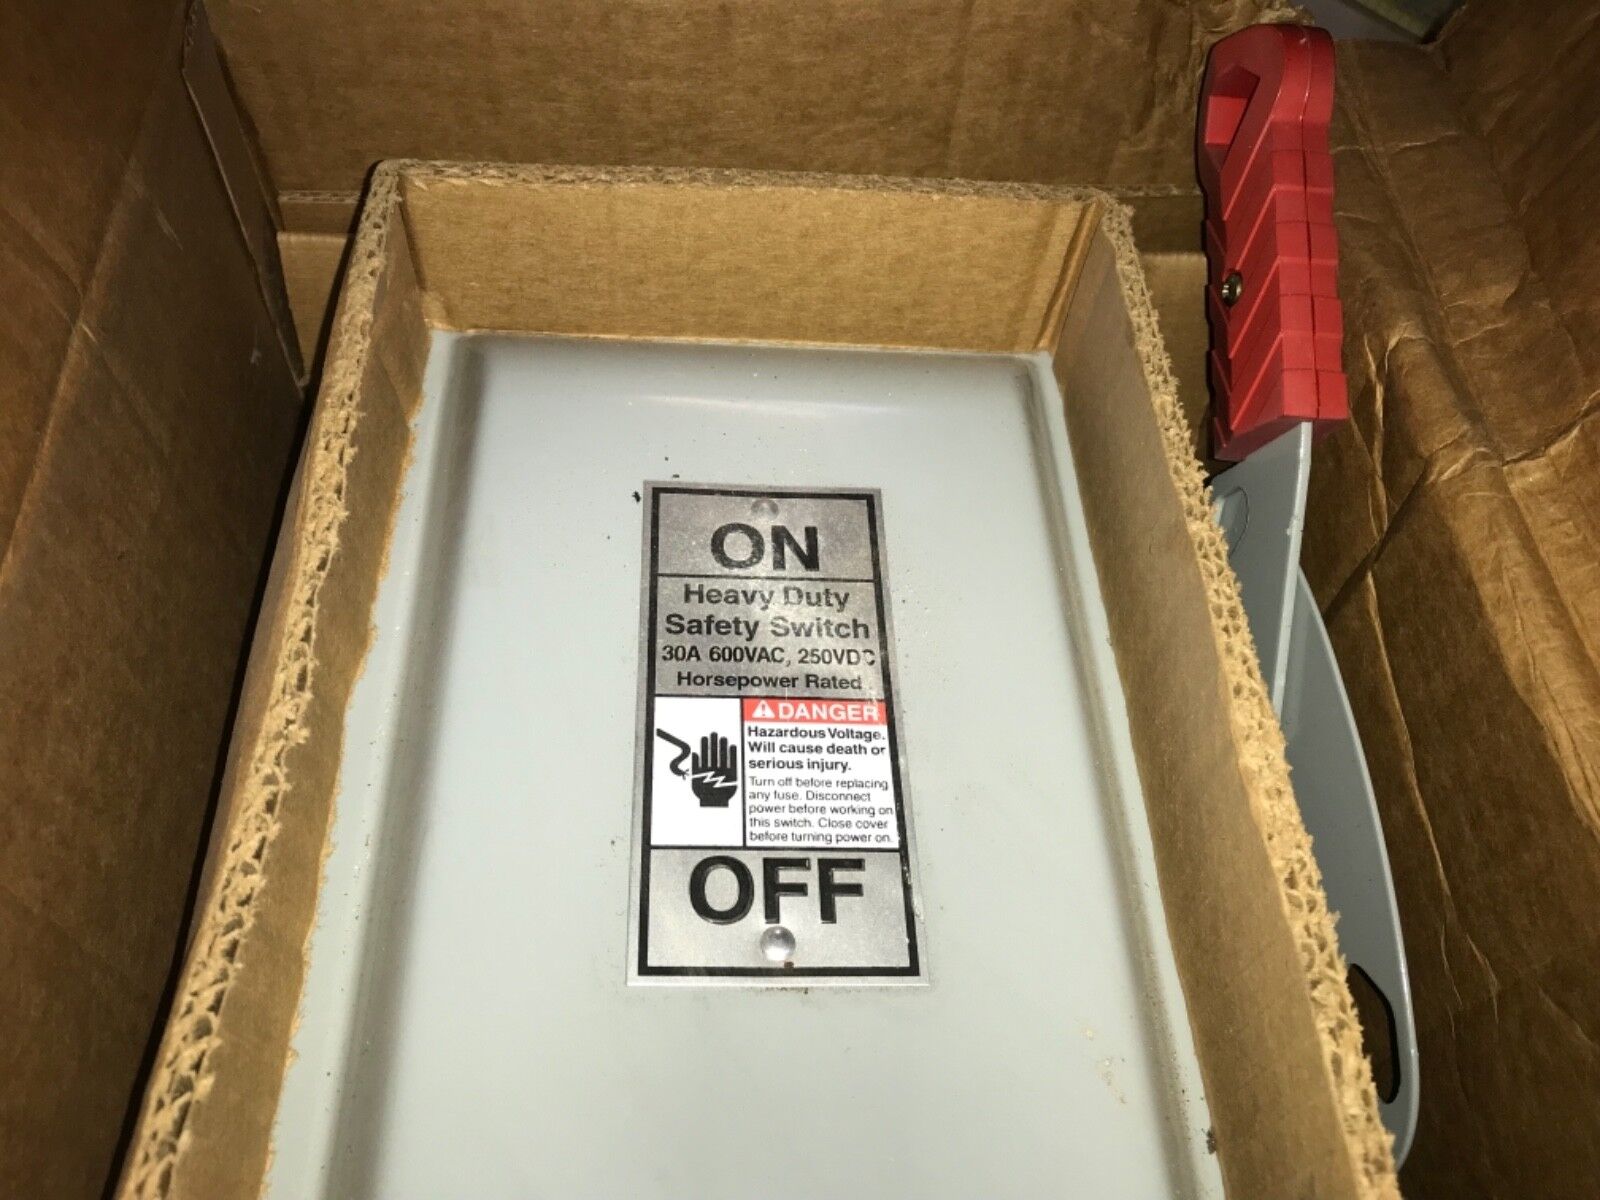 ON
Heavy Duty
Safety Switch
30A 600VAC, 250VDC
Horsepower Rated
DANGER
Hazardous Voltage.
Will cause death or
serious injury.
Turn off before replacing
any fuse. Disconnect
power before working on
this switch. Close cover
before turning power on.
OFF